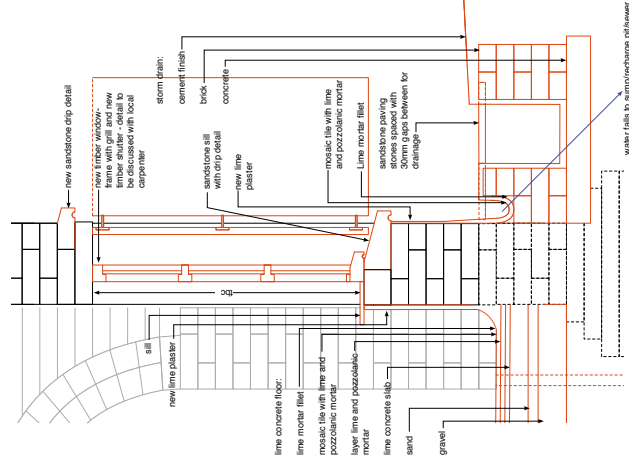 new sandstone drip detail
new timber window-
frame with grill and new
timber shutter - detail to
be discussed with local
carpenter
storm drain:
cement finish
brick
concrete
sandstone sill
with drip detail
new lime
plaster
mosaic tile with lime
and pozzolanic mortar
Lime mortar fillet
sandstone paving
stones spaced with
30mm gaps between for
drainage
water falls to sump/recharge pit/sewer
tbc
sill
new lime plaster
lime concrete floor:
lime mortar fillet
mosaic tile with lime and
pozzolanic mortar
layer lime and pozzolanic
mortar
lime concrete slab
sand
gravel